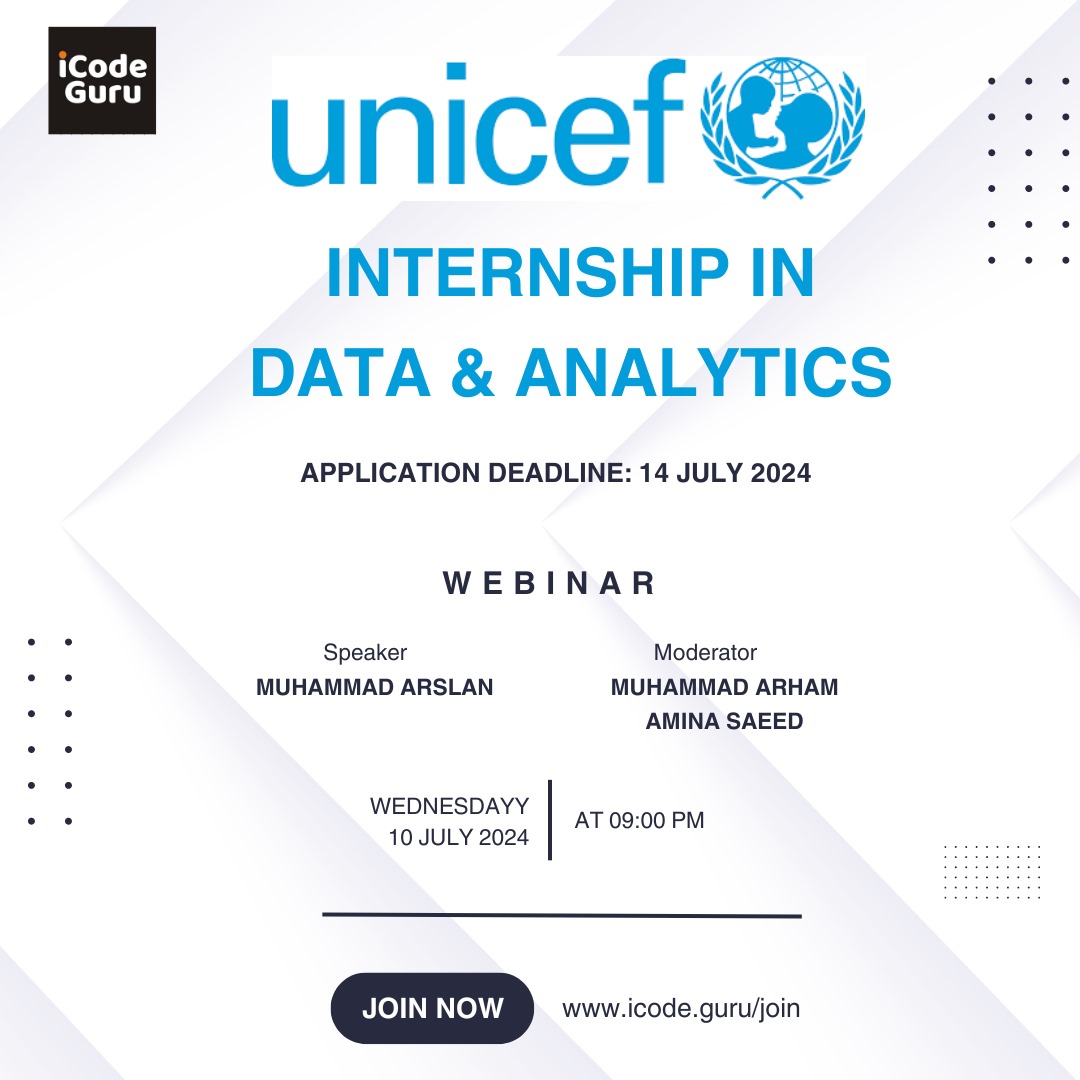 iCode
Guru
unicef
INTERNSHIP IN
DATA & ANALYTICS
APPLICATION DEADLINE: 14 JULY 2024
WEBINAR
Speaker
MUHAMMAD ARSLAN
Moderator
MUHAMMAD ARHAM
AMINA SAEED
WEDNESDAYY
10 JULY 2024
AT 09:00 PM
JOIN NOW
www.icode.guru/join